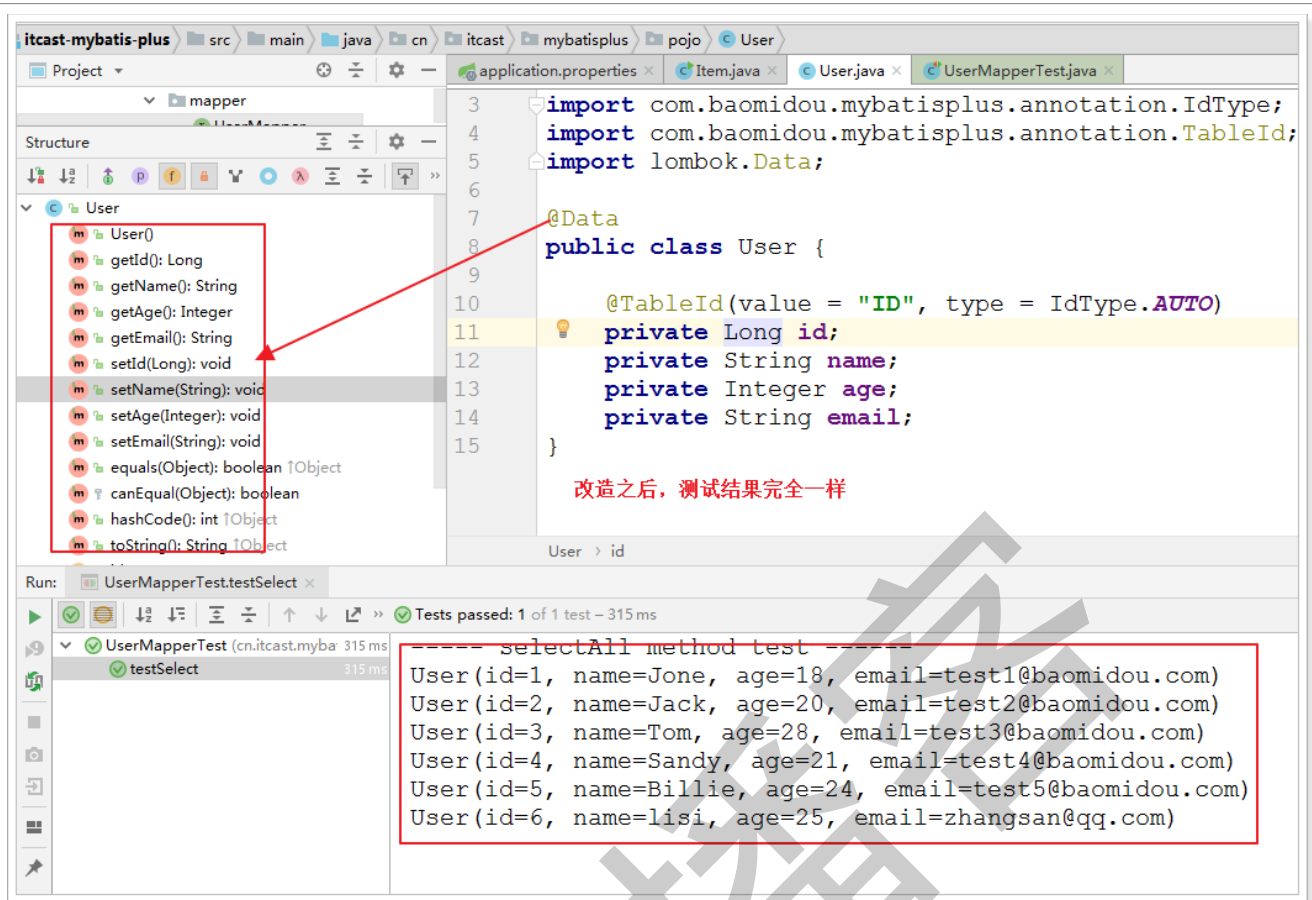 itcast-mybatis-plus src main java cn itcast mybatisplus pojo User
Project
application.properties Item.java User.java UserMapperTest.java
mapper
UserMapper
Structure
User
User()
getId(): Long
getName(): String
getAge(): Integer
getEmail(): String
setId(Long): void
setName(String): void
setAge(Integer): void
setEmail(String): void
equals(Object): boolean ↑Object
canEqual(Object): boolean
hashCode(): int ↑Object
toString(): String ↑Object
3 import com.baomidou.mybatisplus.annotation.IdType;
4 import com.baomidou.mybatisplus.annotation.TableId;
5 import lombok.Data;
6
7 @Data
8 public class User {
9
10 @TableId(value = "ID", type = IdType.AUTO)
11 private Long id;
12 private String name;
13 private Integer age;
14 private String email;
15 }
改造之后，测试结果完全一样
User › id
Run: UserMapperTest.testSelect
Tests passed: 1 of 1 test – 315 ms
UserMapperTest (cn.itcast.myba 315 ms
testSelect 315 ms
----- selectAll method test ------
User(id=1, name=Jone, age=18, email=test1@baomidou.com)
User(id=2, name=Jack, age=20, email=test2@baomidou.com)
User(id=3, name=Tom, age=28, email=test3@baomidou.com)
User(id=4, name=Sandy, age=21, email=test4@baomidou.com)
User(id=5, name=Billie, age=24, email=test5@baomidou.com)
User(id=6, name=lisi, age=25, email=zhangsan@qq.com)